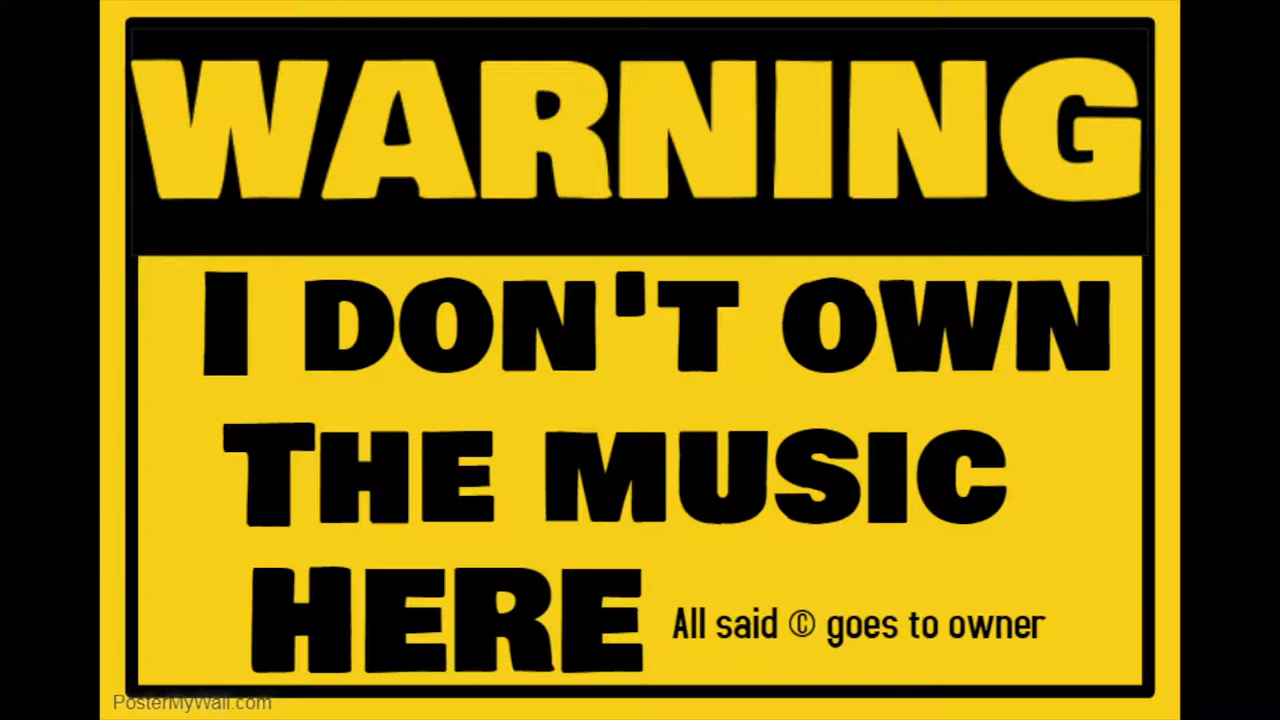 WARNING
I DON'T OWN
THE MUSIC
HERE
All said © goes to owner
PosterMyWall.com